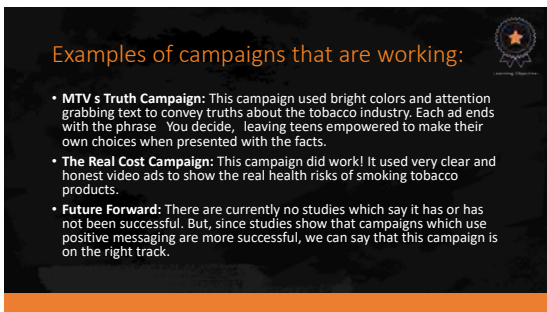 Examples of campaigns that are working:
Learning Objective
• MTV s Truth Campaign: This campaign used bright colors and attention
grabbing text to convey truths about the tobacco industry. Each ad ends
with the phrase You decide, leaving teens empowered to make their
own choices when presented with the facts.
• The Real Cost Campaign: This campaign did work! It used very clear and
honest video ads to show the real health risks of smoking tobacco
products.
• Future Forward: There are currently no studies which say it has or has
not been successful. But, since studies show that campaigns which use
positive messaging are more successful, we can say that this campaign is
on the right track.